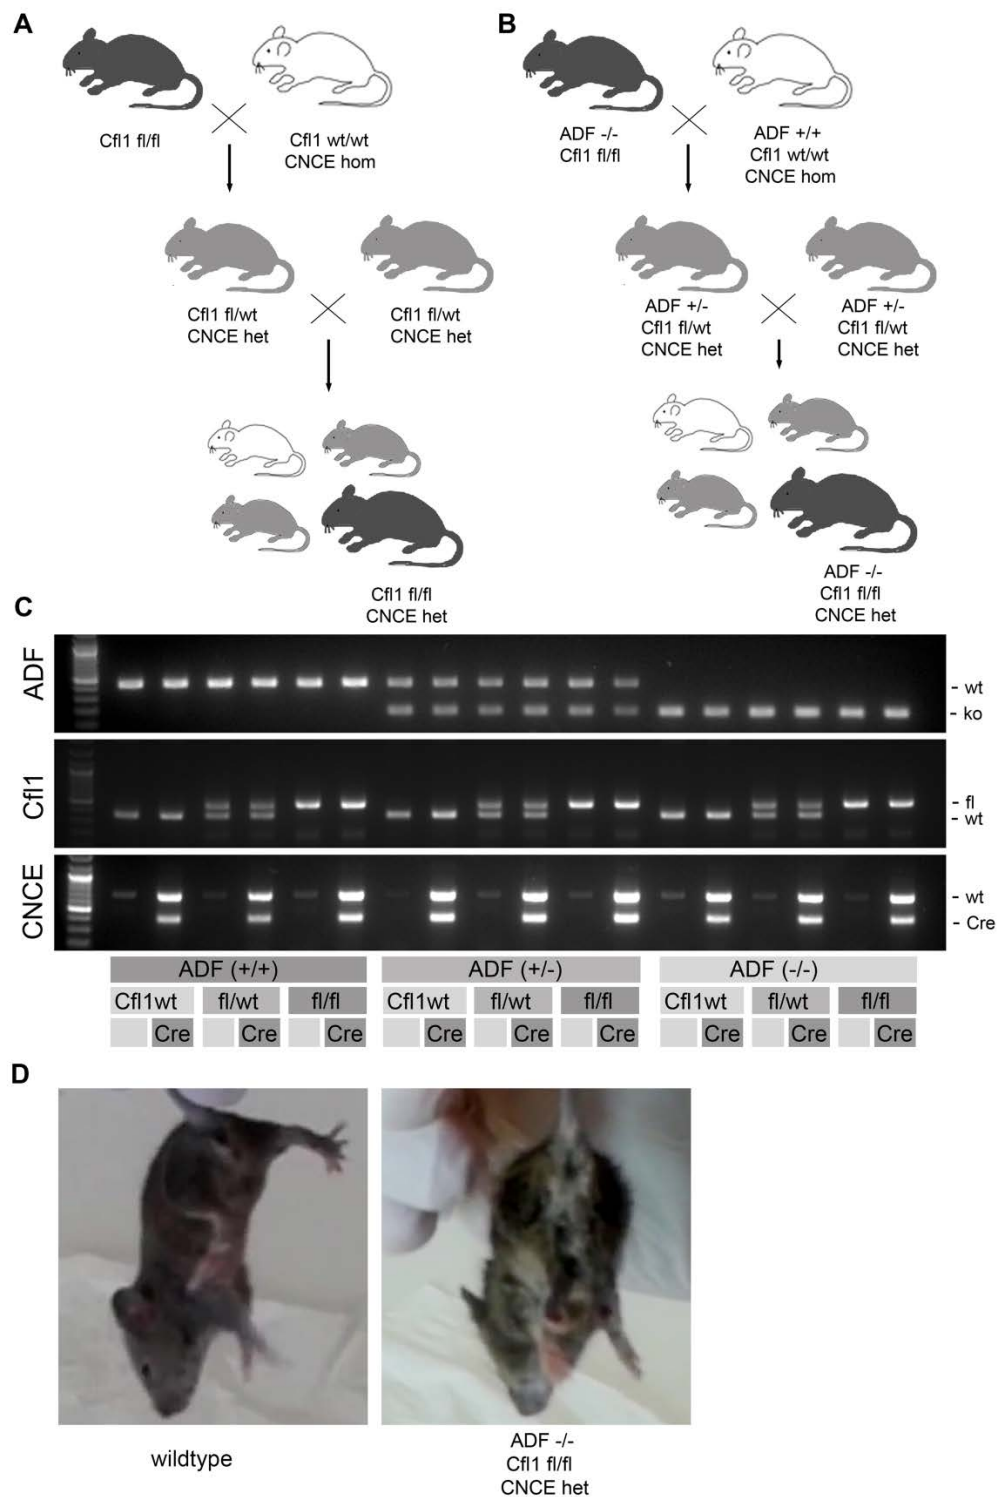 A
B
Cfl1 fl/fl
Cfl1 wt/wt
CNCE hom
ADF -/-
Cfl1 fl/fl
ADF +/+
Cfl1 wt/wt
CNCE hom
Cfl1 fl/wt
CNCE het
Cfl1 fl/wt
CNCE het
ADF +/-
Cfl1 fl/wt
CNCE het
ADF +/-
Cfl1 fl/wt
CNCE het
Cfl1 fl/fl
CNCE het
ADF -/-
Cfl1 fl/fl
CNCE het
C
ADF
- wt
- ko
Cfl1
- fl
- wt
CNCE
- wt
- Cre
ADF (+/+) ADF (+/-) ADF (-/-)
Cfl1wt fl/wt fl/fl Cfl1wt fl/wt fl/fl Cfl1wt fl/wt fl/fl
Cre Cre Cre Cre Cre Cre Cre Cre Cre
D
wildtype
ADF -/-
Cfl1 fl/fl
CNCE het